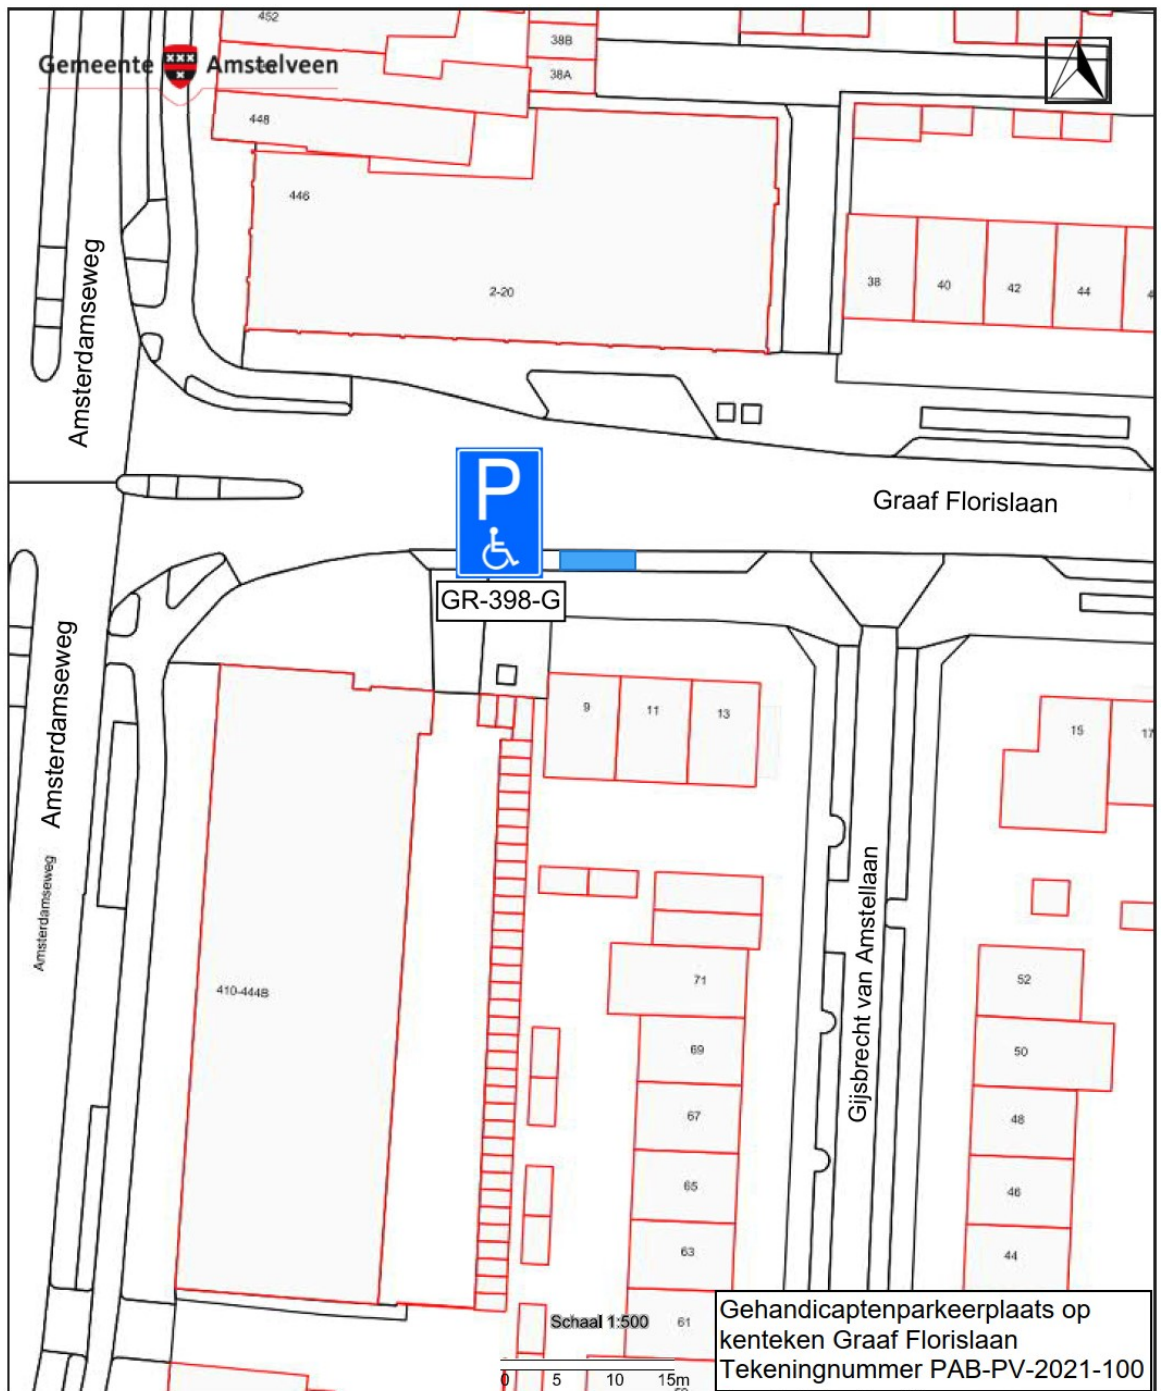 452
38B
38A
Gemeente Amstelveen
448
446
2-20
38
40
42
44
Amsterdamseweg
Graaf Florislaan
P
GR-398-G
Amsterdamseweg
9
11
13
15
17
Amsterdamseweg
Gijsbrecht van Amstellaan
410-444B
71
69
67
65
63
61
52
50
48
46
44
Schaal 1:500
0 5 10 15m
Gehandicaptenparkeerplaats op
kenteken Graaf Florislaan
Tekeningnummer PAB-PV-2021-100